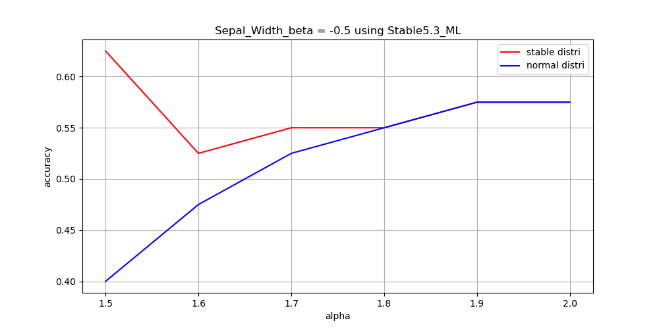 Sepal_Width_beta = -0.5 using Stable5.3_ML
stable distri
normal distri
accuracy
0.60
0.55
0.50
0.45
0.40
1.5 1.6 1.7 1.8 1.9 2.0
alpha